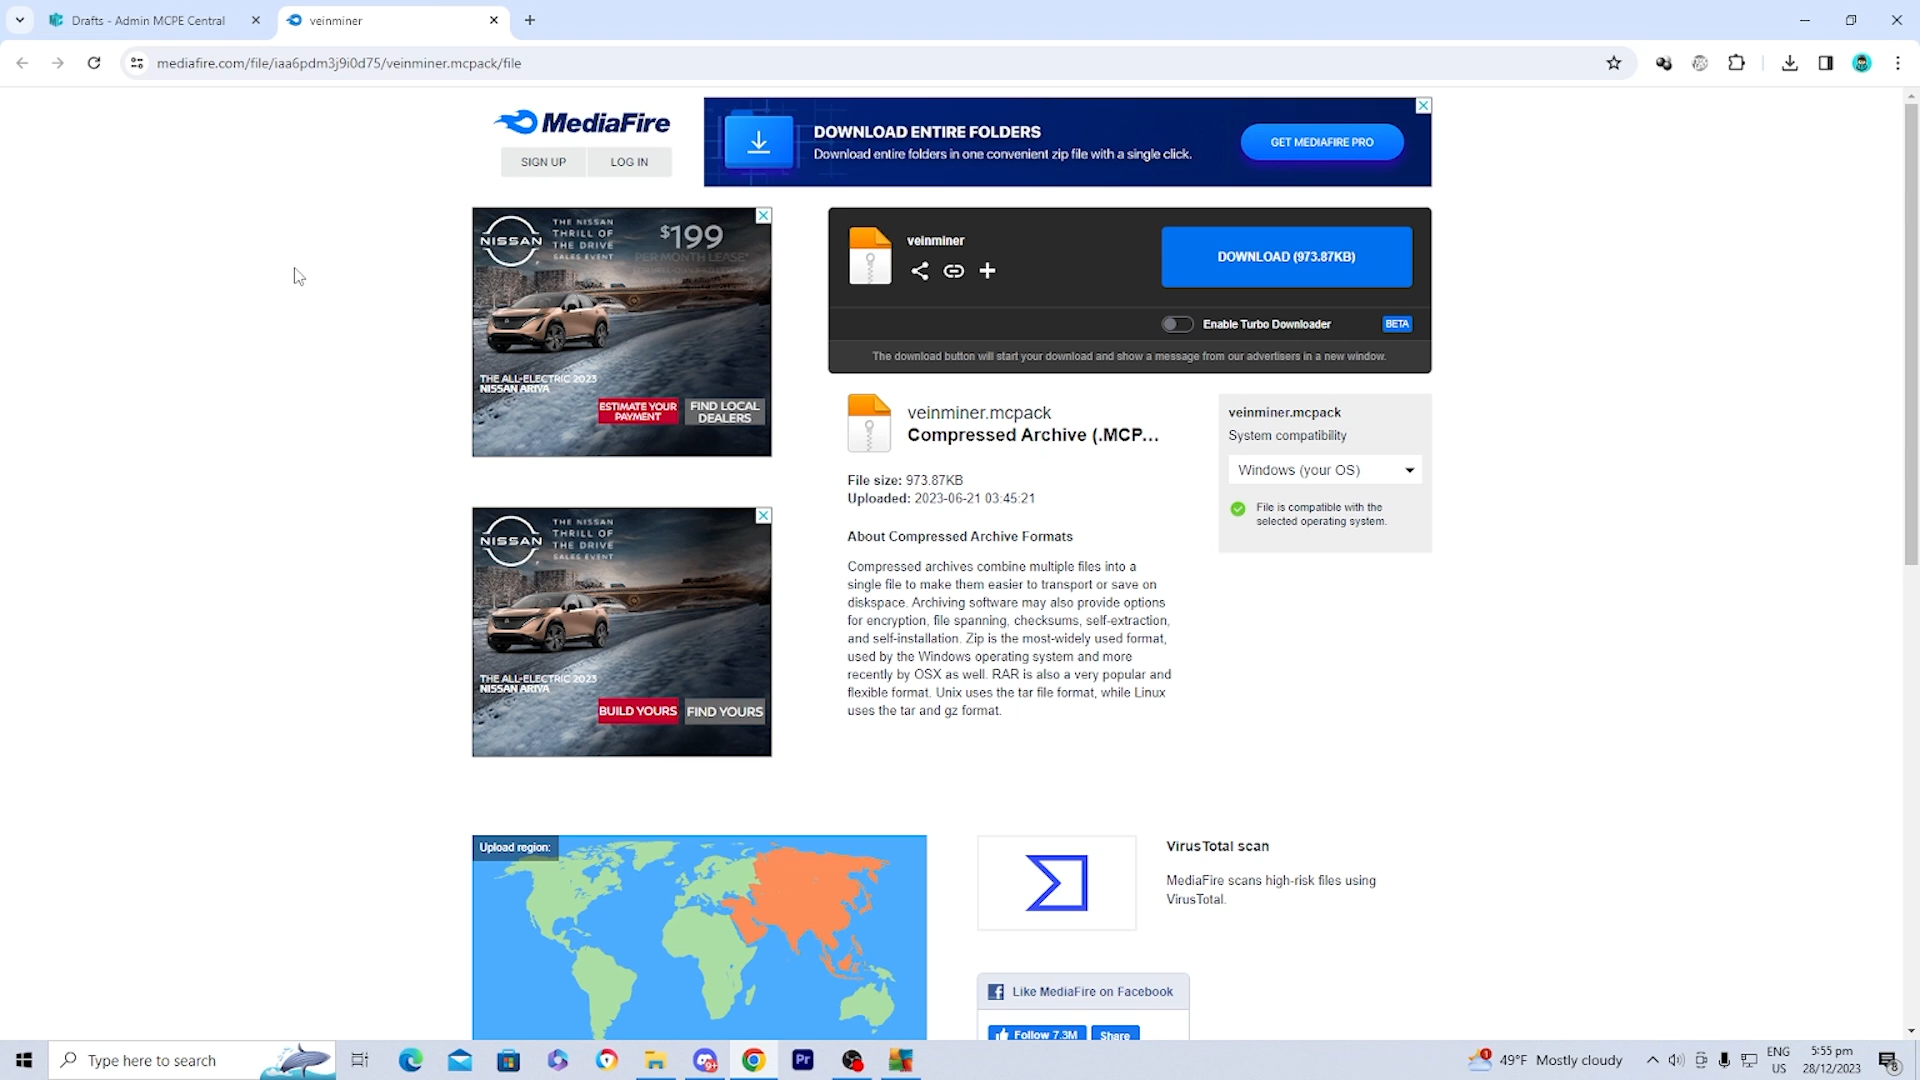 Drafts - Admin MCPE Central
veinminer
mediafire.com/file/iaa6pdm3j9i0d75/veinminer.mcpack/file
MediaFire
SIGN UP
LOG IN
DOWNLOAD ENTIRE FOLDERS
Download entire folders in one convenient zip file with a single click.
GET MEDIAFIRE PRO
NISSAN
THE NISSAN
THRILL OF
THE DRIVE
SALES EVENT
$199
PER MONTH LEASE*
THE ALL-ELECTRIC 2023
NISSAN ARIYA
ESTIMATE YOUR
PAYMENT
FIND LOCAL
DEALERS
veinminer
DOWNLOAD (973.87KB)
Enable Turbo Downloader
BETA
The download button will start your download and show a message from our advertisers in a new window.
veinminer.mcpack
Compressed Archive (.MCP...
File size: 973.87KB
Uploaded: 2023-06-21 03:45:21
About Compressed Archive Formats
Compressed archives combine multiple files into a
single file to make them easier to transport or save on
diskspace. Archiving software may also provide options
for encryption, file spanning, checksums, self-extraction,
and self-installation. Zip is the most-widely used format,
used by the Windows operating system and more
recently by OSX as well. RAR is also a very popular and
flexible format. Unix uses the tar file format, while Linux
uses the tar and gz format.
veinminer.mcpack
System compatibility
Windows (your OS)
File is compatible with the
selected operating system.
NISSAN
THE NISSAN
THRILL OF
THE DRIVE
SALES EVENT
THE ALL-ELECTRIC 2023
NISSAN ARIYA
BUILD YOURS
FIND YOURS
Upload region:
VirusTotal scan
MediaFire scans high-risk files using
VirusTotal.
Like MediaFire on Facebook
Follow 7.3M
Share
Type here to search
Pr
49°F Mostly cloudy
ENG
US
5:55 pm
28/12/2023